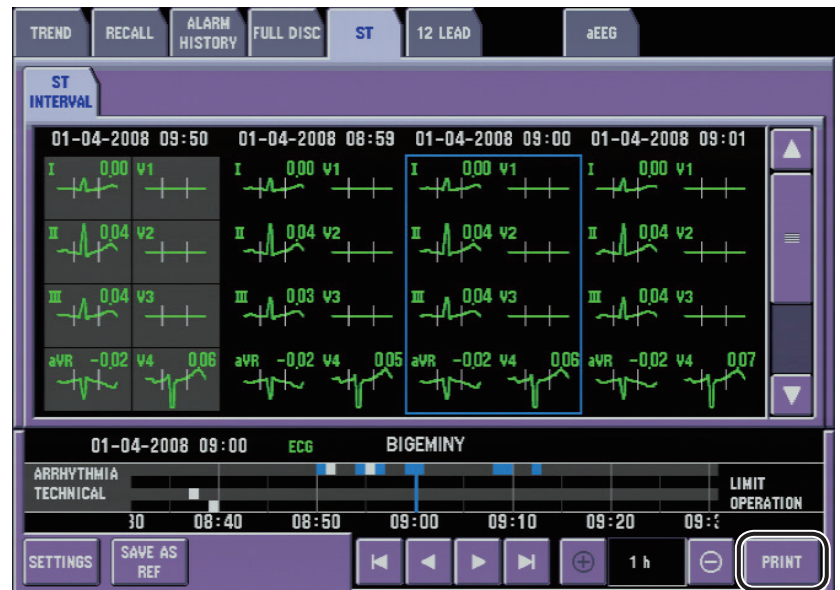 TREND RECALL ALARM HISTORY FULL DISC ST 12 LEAD aEEG
ST INTERVAL
01-04-2008 09:50 01-04-2008 08:59 01-04-2008 09:00 01-04-2008 09:01
I 0.00 V1 I 0.00 V1 I 0.00 V1 I 0.00 V1
II 0.04 V2 II 0.04 V2 II 0.04 V2 II 0.04 V2
III 0.04 V3 III 0.03 V3 III 0.04 V3 III 0.04 V3
aVR -0.02 V4 0.06 aVR -0.02 V4 0.05 aVR -0.02 V4 0.06 aVR -0.02 V4 0.07
01-04-2008 09:00 ECG BIGEMINY
ARRHYTHMIA
TECHNICAL LIMIT
OPERATION
30 08:40 08:50 09:00 09:10 09:20 09:3
SETTINGS SAVE AS REF 1 h PRINT